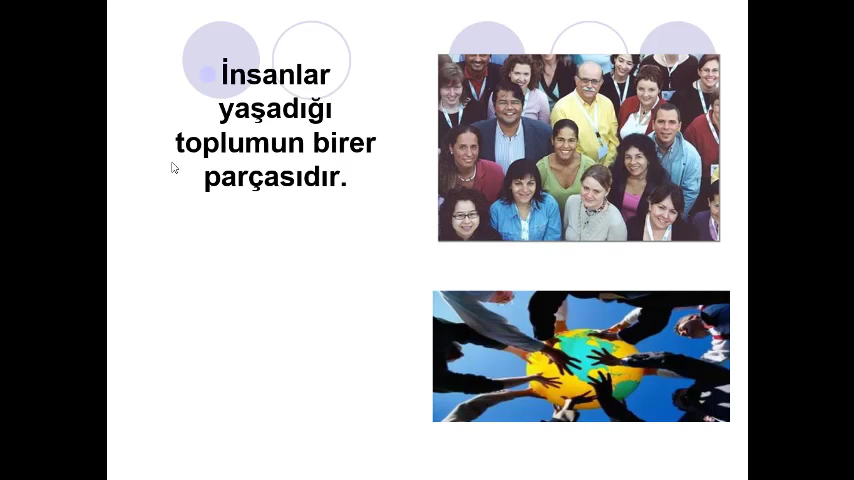 İnsanlar
yaşadığı
toplumun birer
parçasıdır.